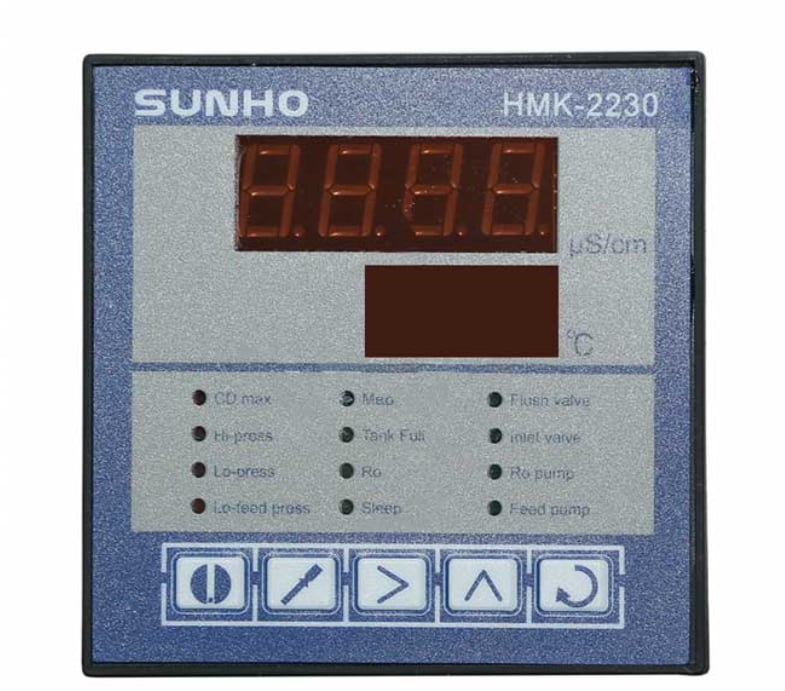 SUNHO HMK-2230
µS/cm
°C
CD max Man Flush valve
Hi-press Tank Full Inlet valve
Lo-press Ro Ro pump
Lo-feed press Sleep Feed pump